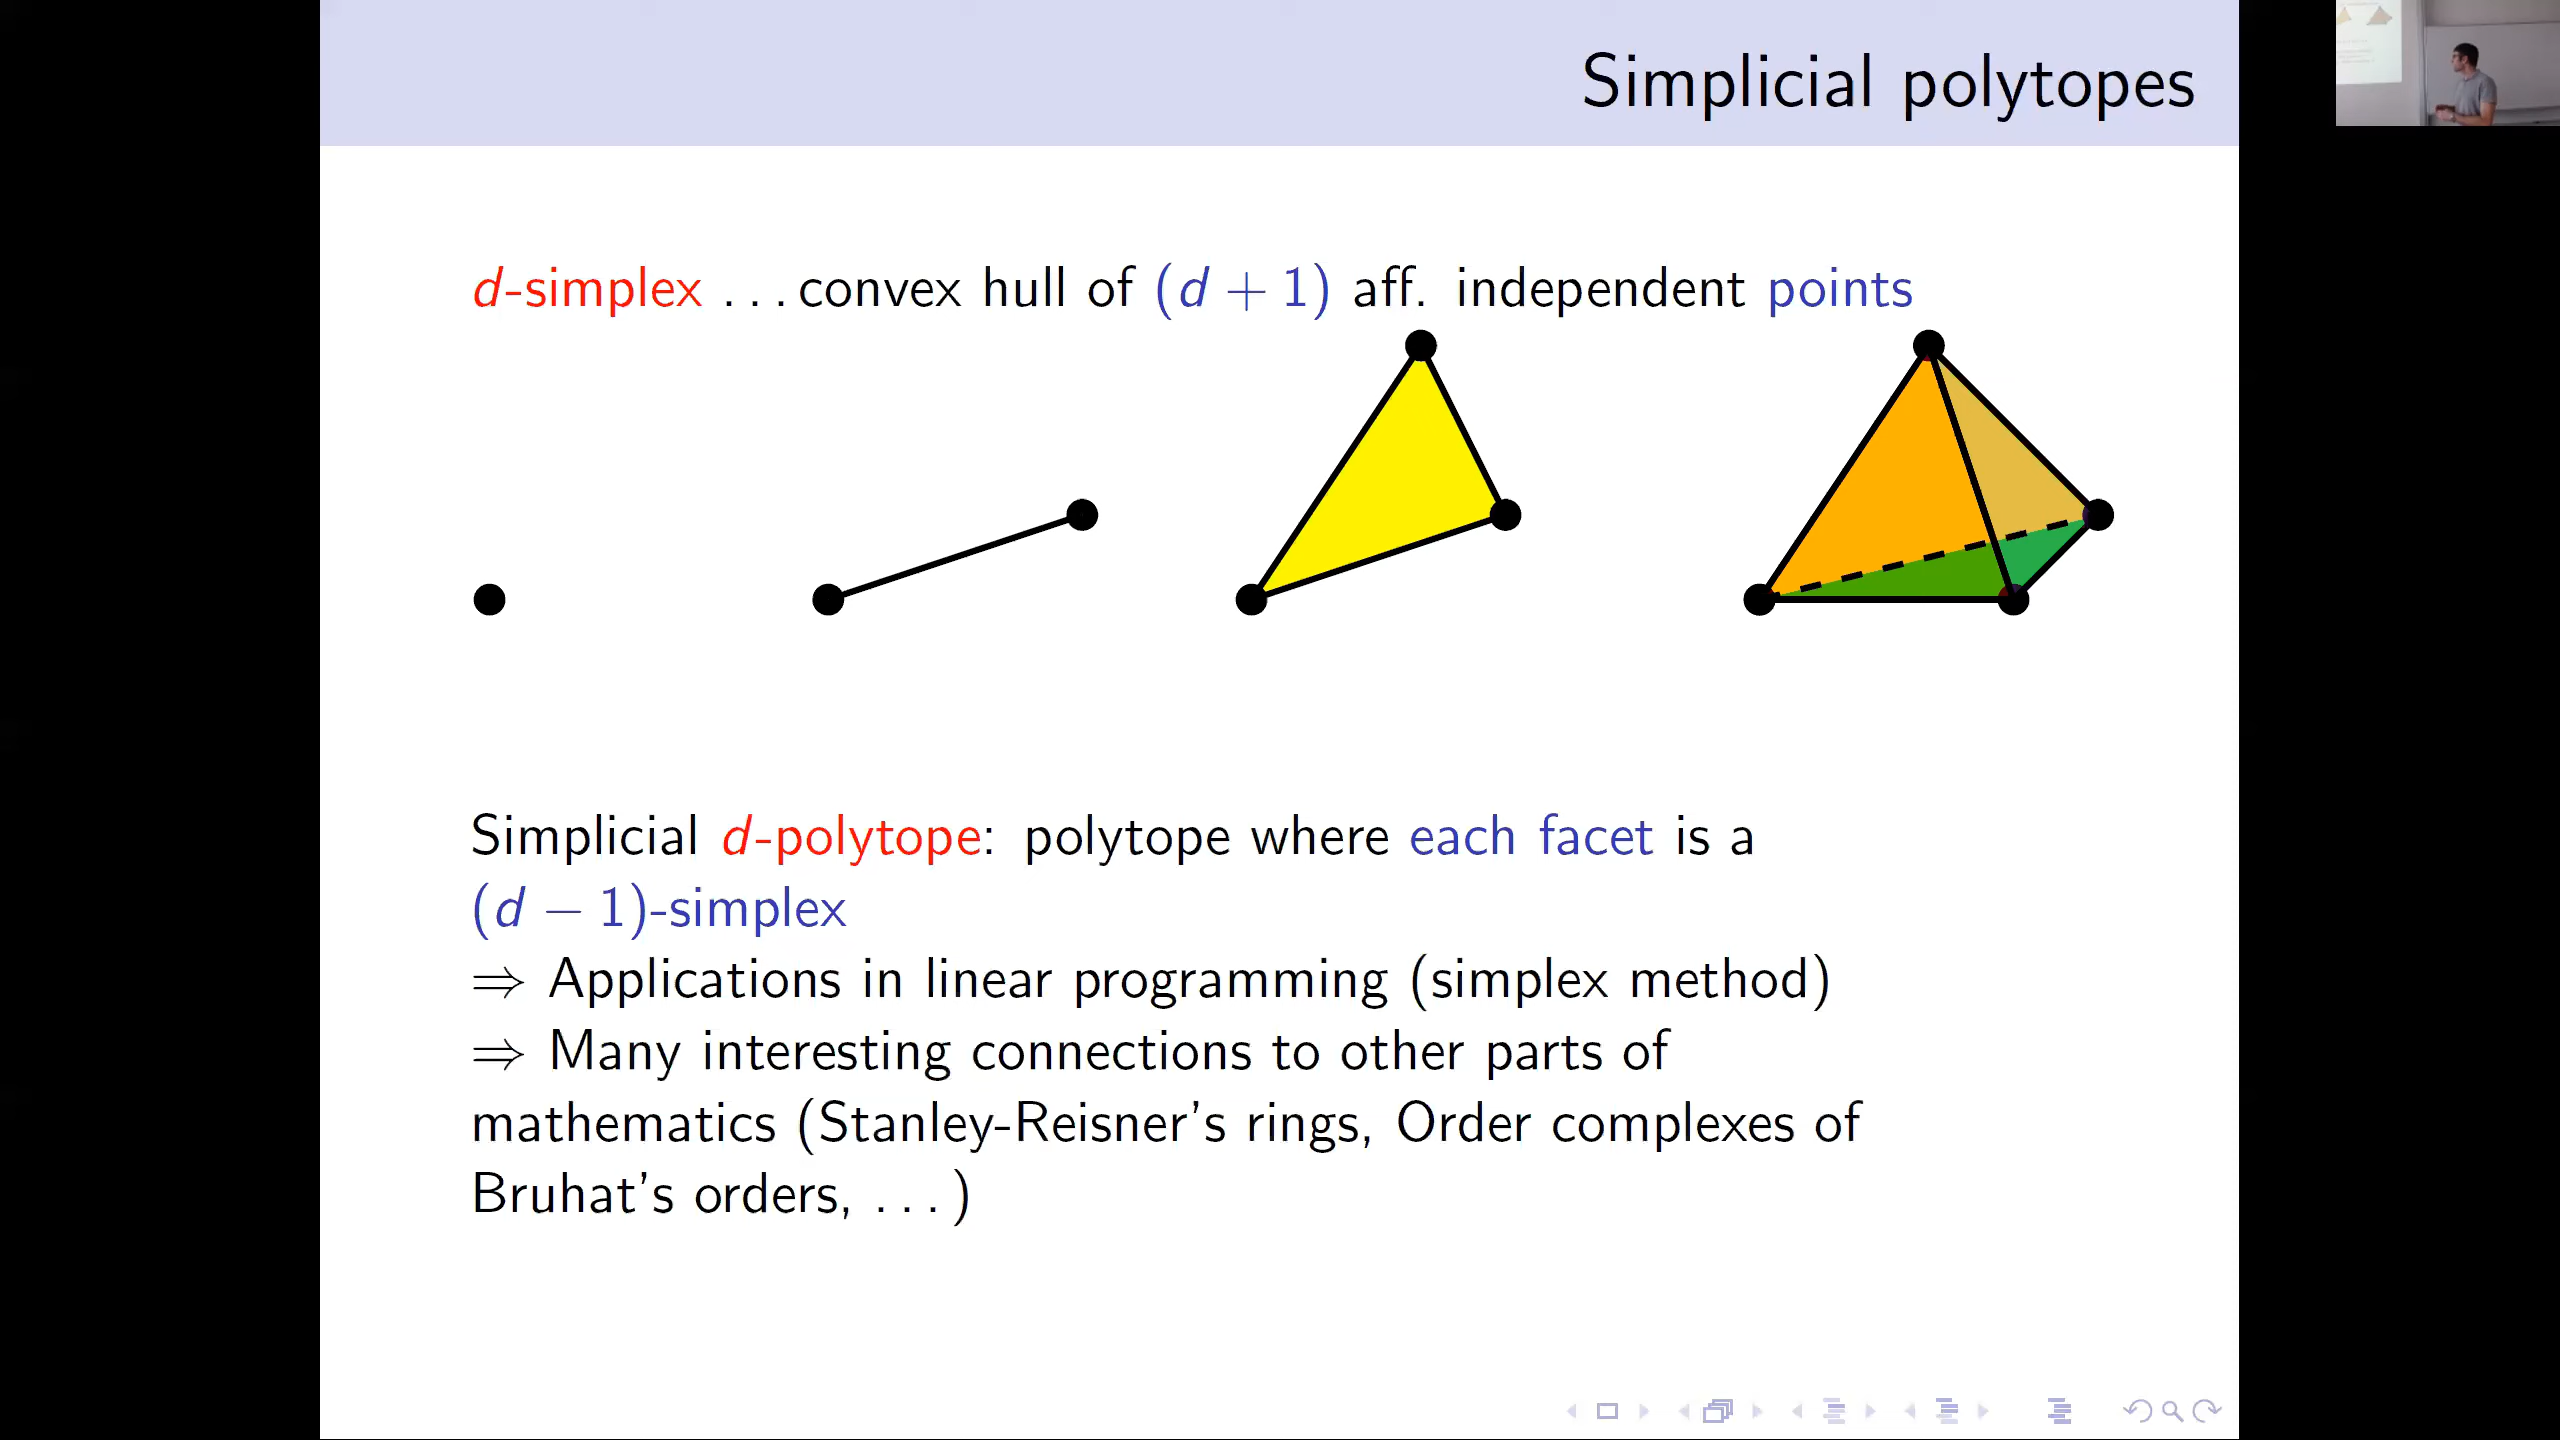 Simplicial polytopes
d-simplex . . . convex hull of (d + 1) aff. independent points
Simplicial d-polytope: polytope where each facet is a
(d − 1)-simplex
⇒ Applications in linear programming (simplex method)
⇒ Many interesting connections to other parts of
mathematics (Stanley-Reisner's rings, Order complexes of
Bruhat's orders, . . . )